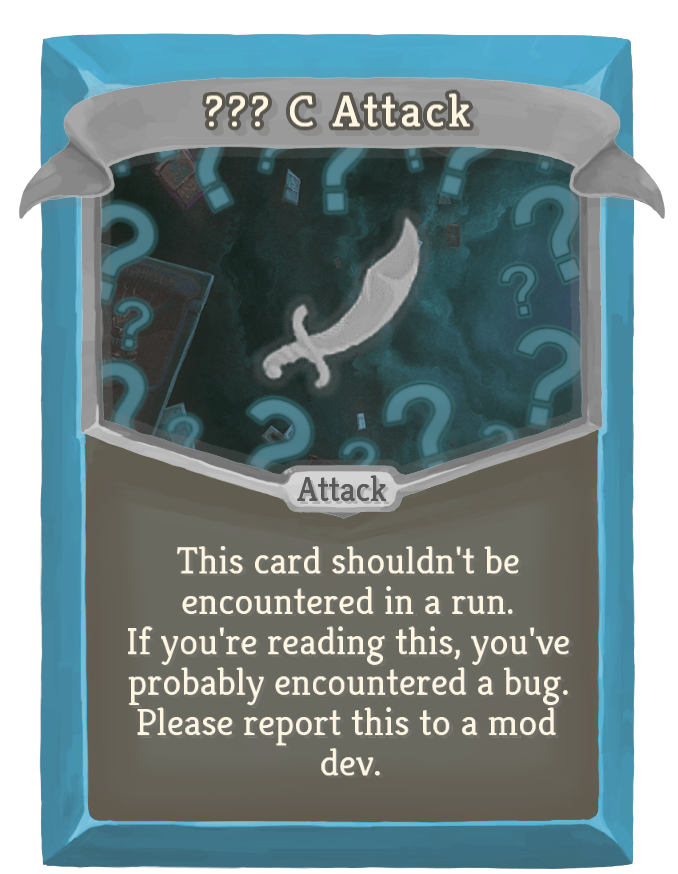 ??? C Attack
Attack
This card shouldn't be
encountered in a run.
If you're reading this, you've
probably encountered a bug.
Please report this to a mod
dev.